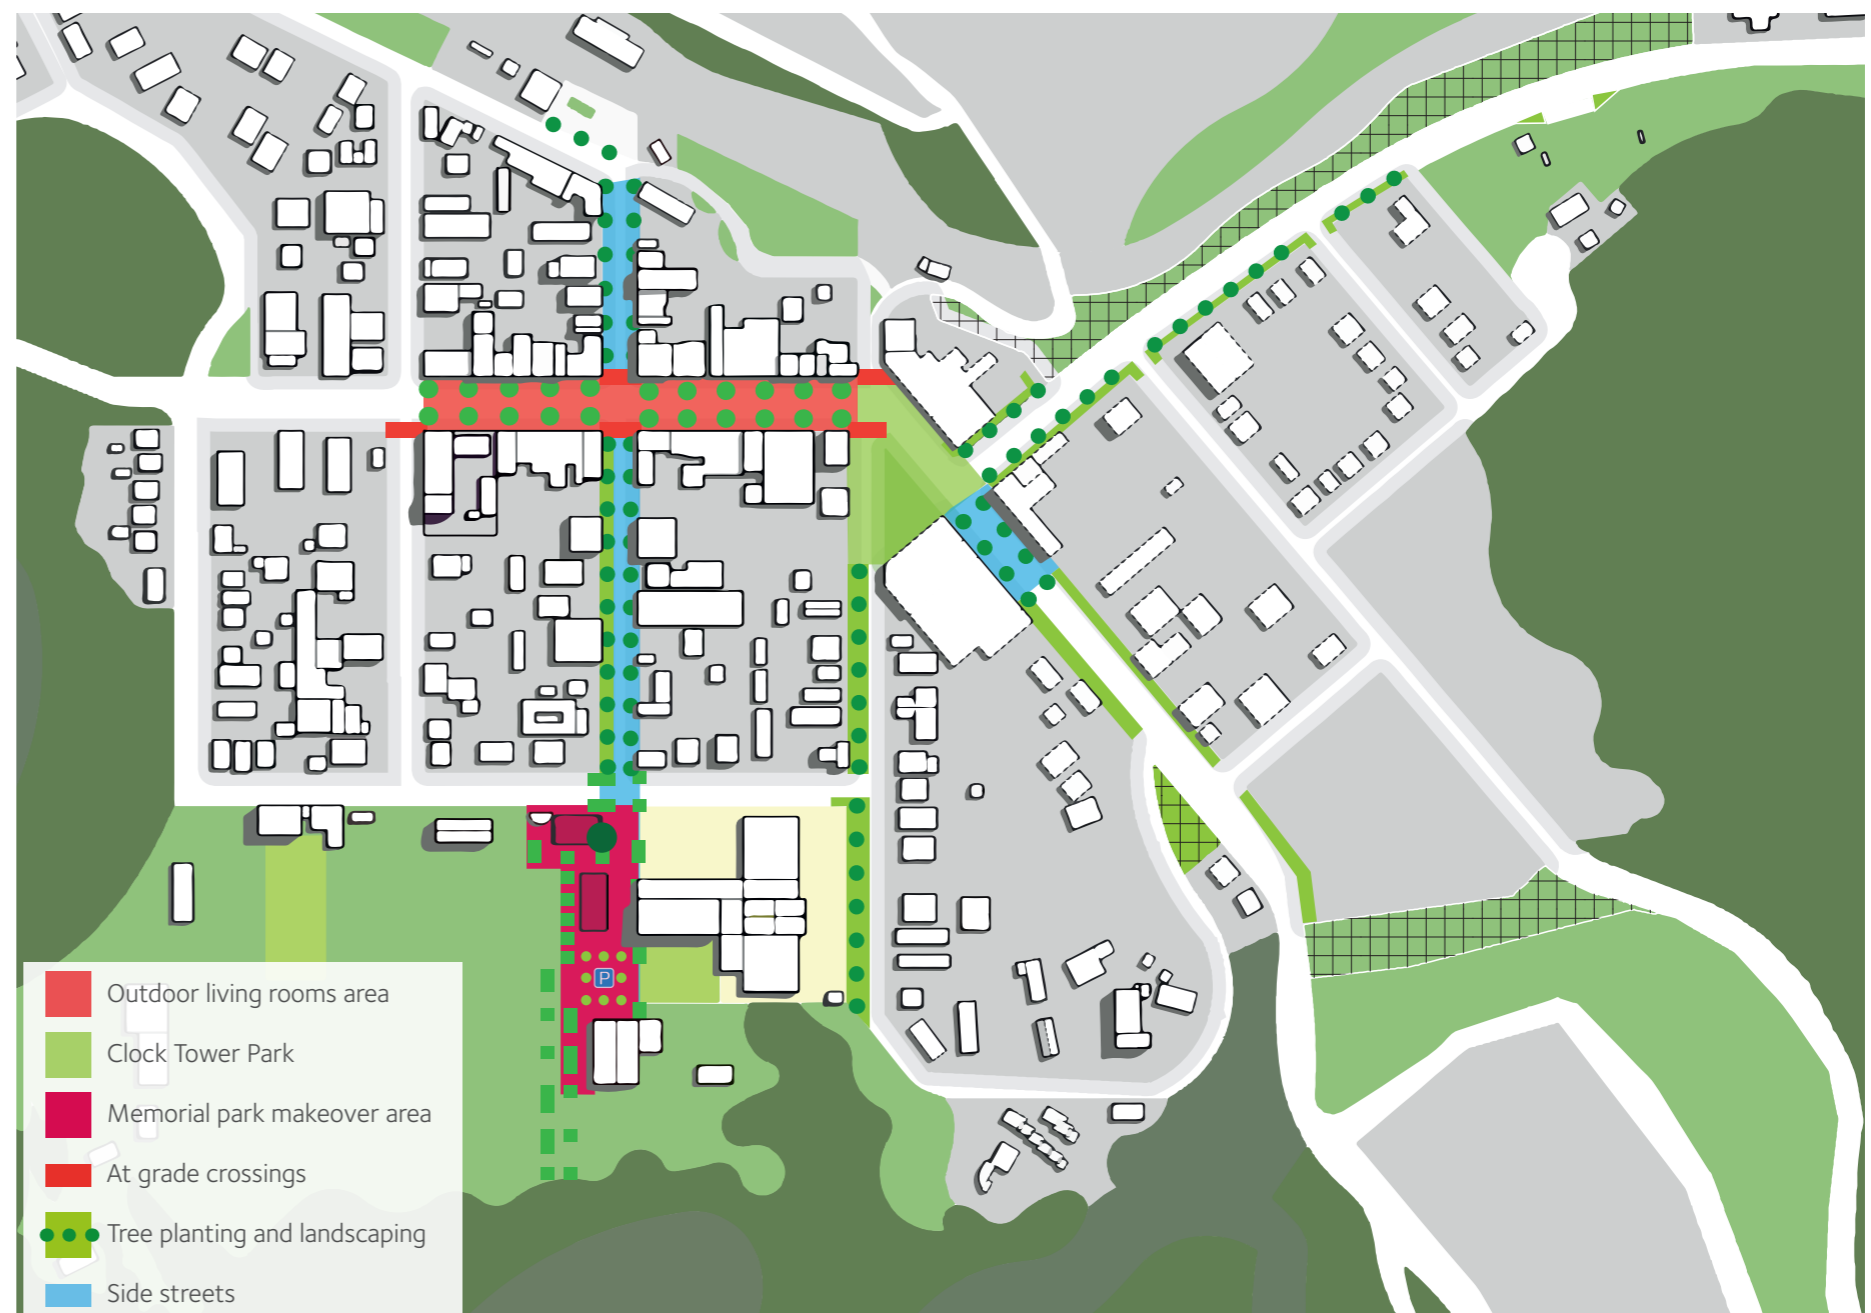 P
Outdoor living rooms area
Clock Tower Park
Memorial park makeover area
At grade crossings
Tree planting and landscaping
Side streets